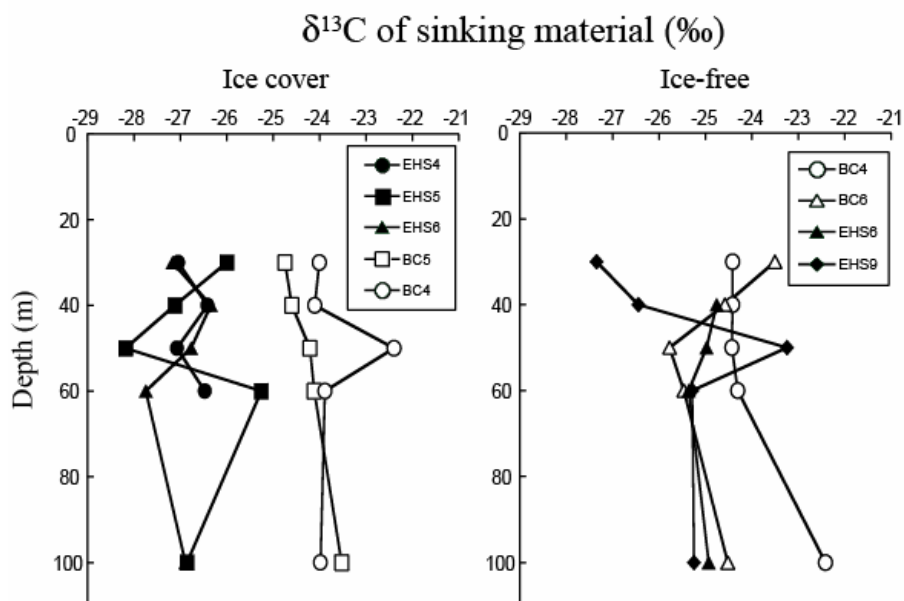 δ¹³C of sinking material (‰)
Ice cover
Ice-free
-29 -28 -27 -26 -25 -24 -23 -22 -21
-29 -28 -27 -26 -25 -24 -23 -22 -21
0
20
40
60
80
100
Depth (m)
EHS4
EHS5
EHS6
BC5
BC4
0
20
40
60
80
100
BC4
BC6
EHS6
EHS9